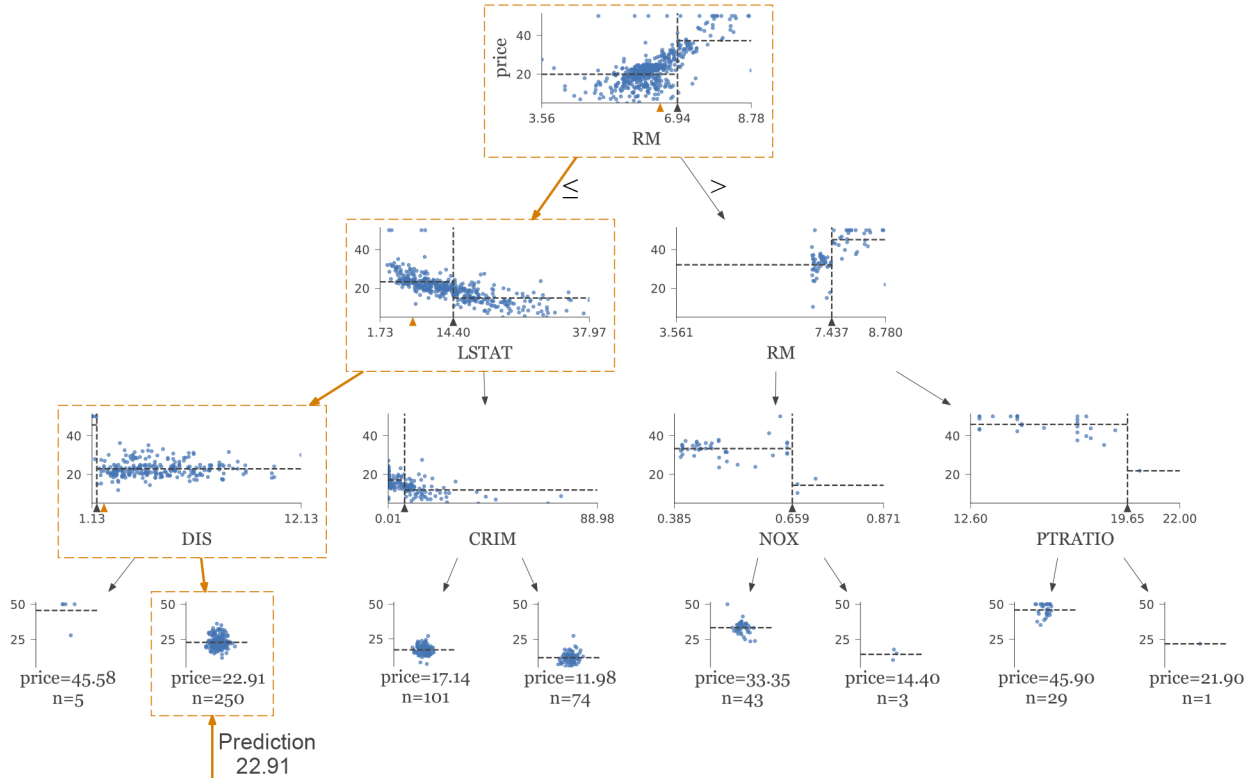 price
40
20
3.56 6.94 8.78
RM
≤ >
40
20
1.73 14.40 37.97
LSTAT
40
20
3.561 7.437 8.780
RM
40
20
1.13 12.13
DIS
40
20
0.01 88.98
CRIM
40
20
0.385 0.659 0.871
NOX
40
20
12.60 19.65 22.00
PTRATIO
50
25
price=45.58
n=5
50
25
price=22.91
n=250
50
25
price=17.14
n=101
50
25
price=11.98
n=74
50
25
price=33.35
n=43
50
25
price=14.40
n=3
50
25
price=45.90
n=29
50
25
price=21.90
n=1
Prediction
22.91